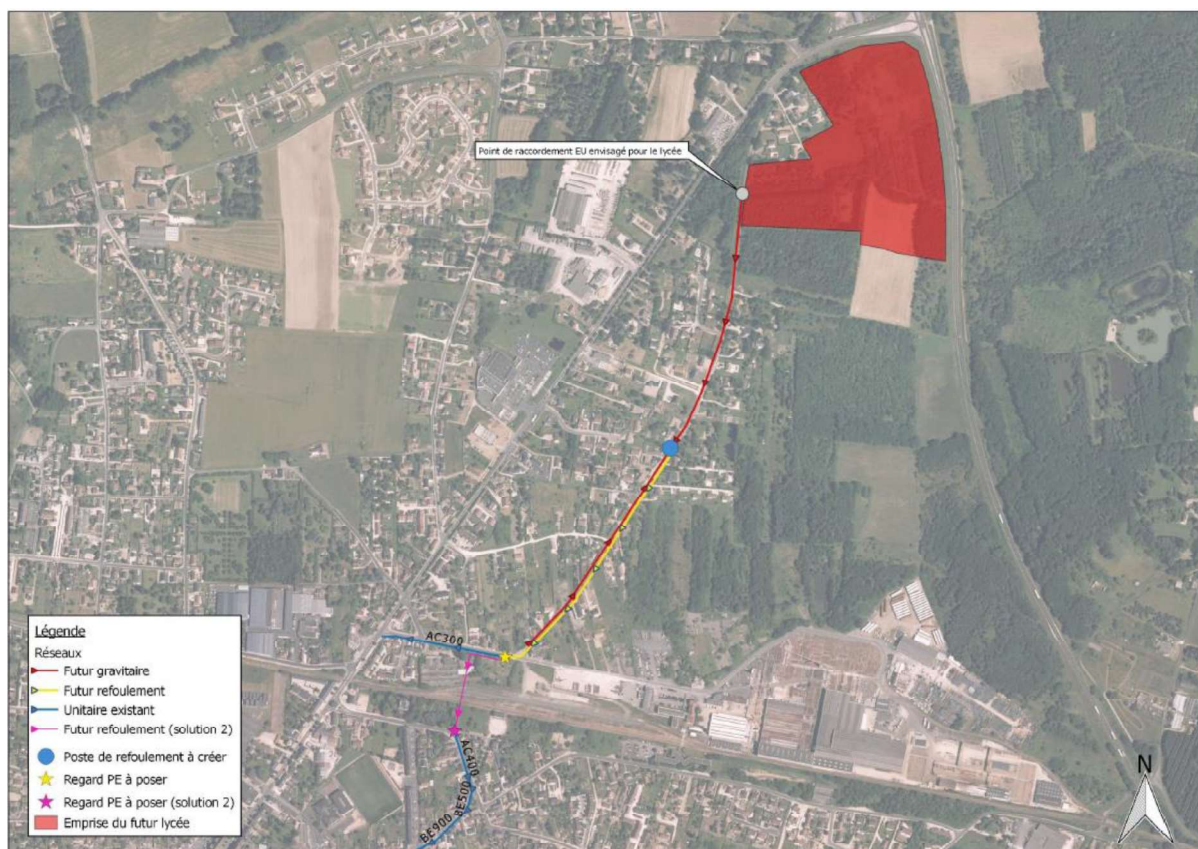 Point de raccordement EU envisagé pour le lycée
AC300
AC400
BE500
BE900
N
Légende
Réseaux
Futur gravitaire
Futur refoulement
Unitaire existant
Futur refoulement (solution 2)
Poste de refoulement à créer
Regard PE à poser
Regard PE à poser (solution 2)
Emprise du futur lycée